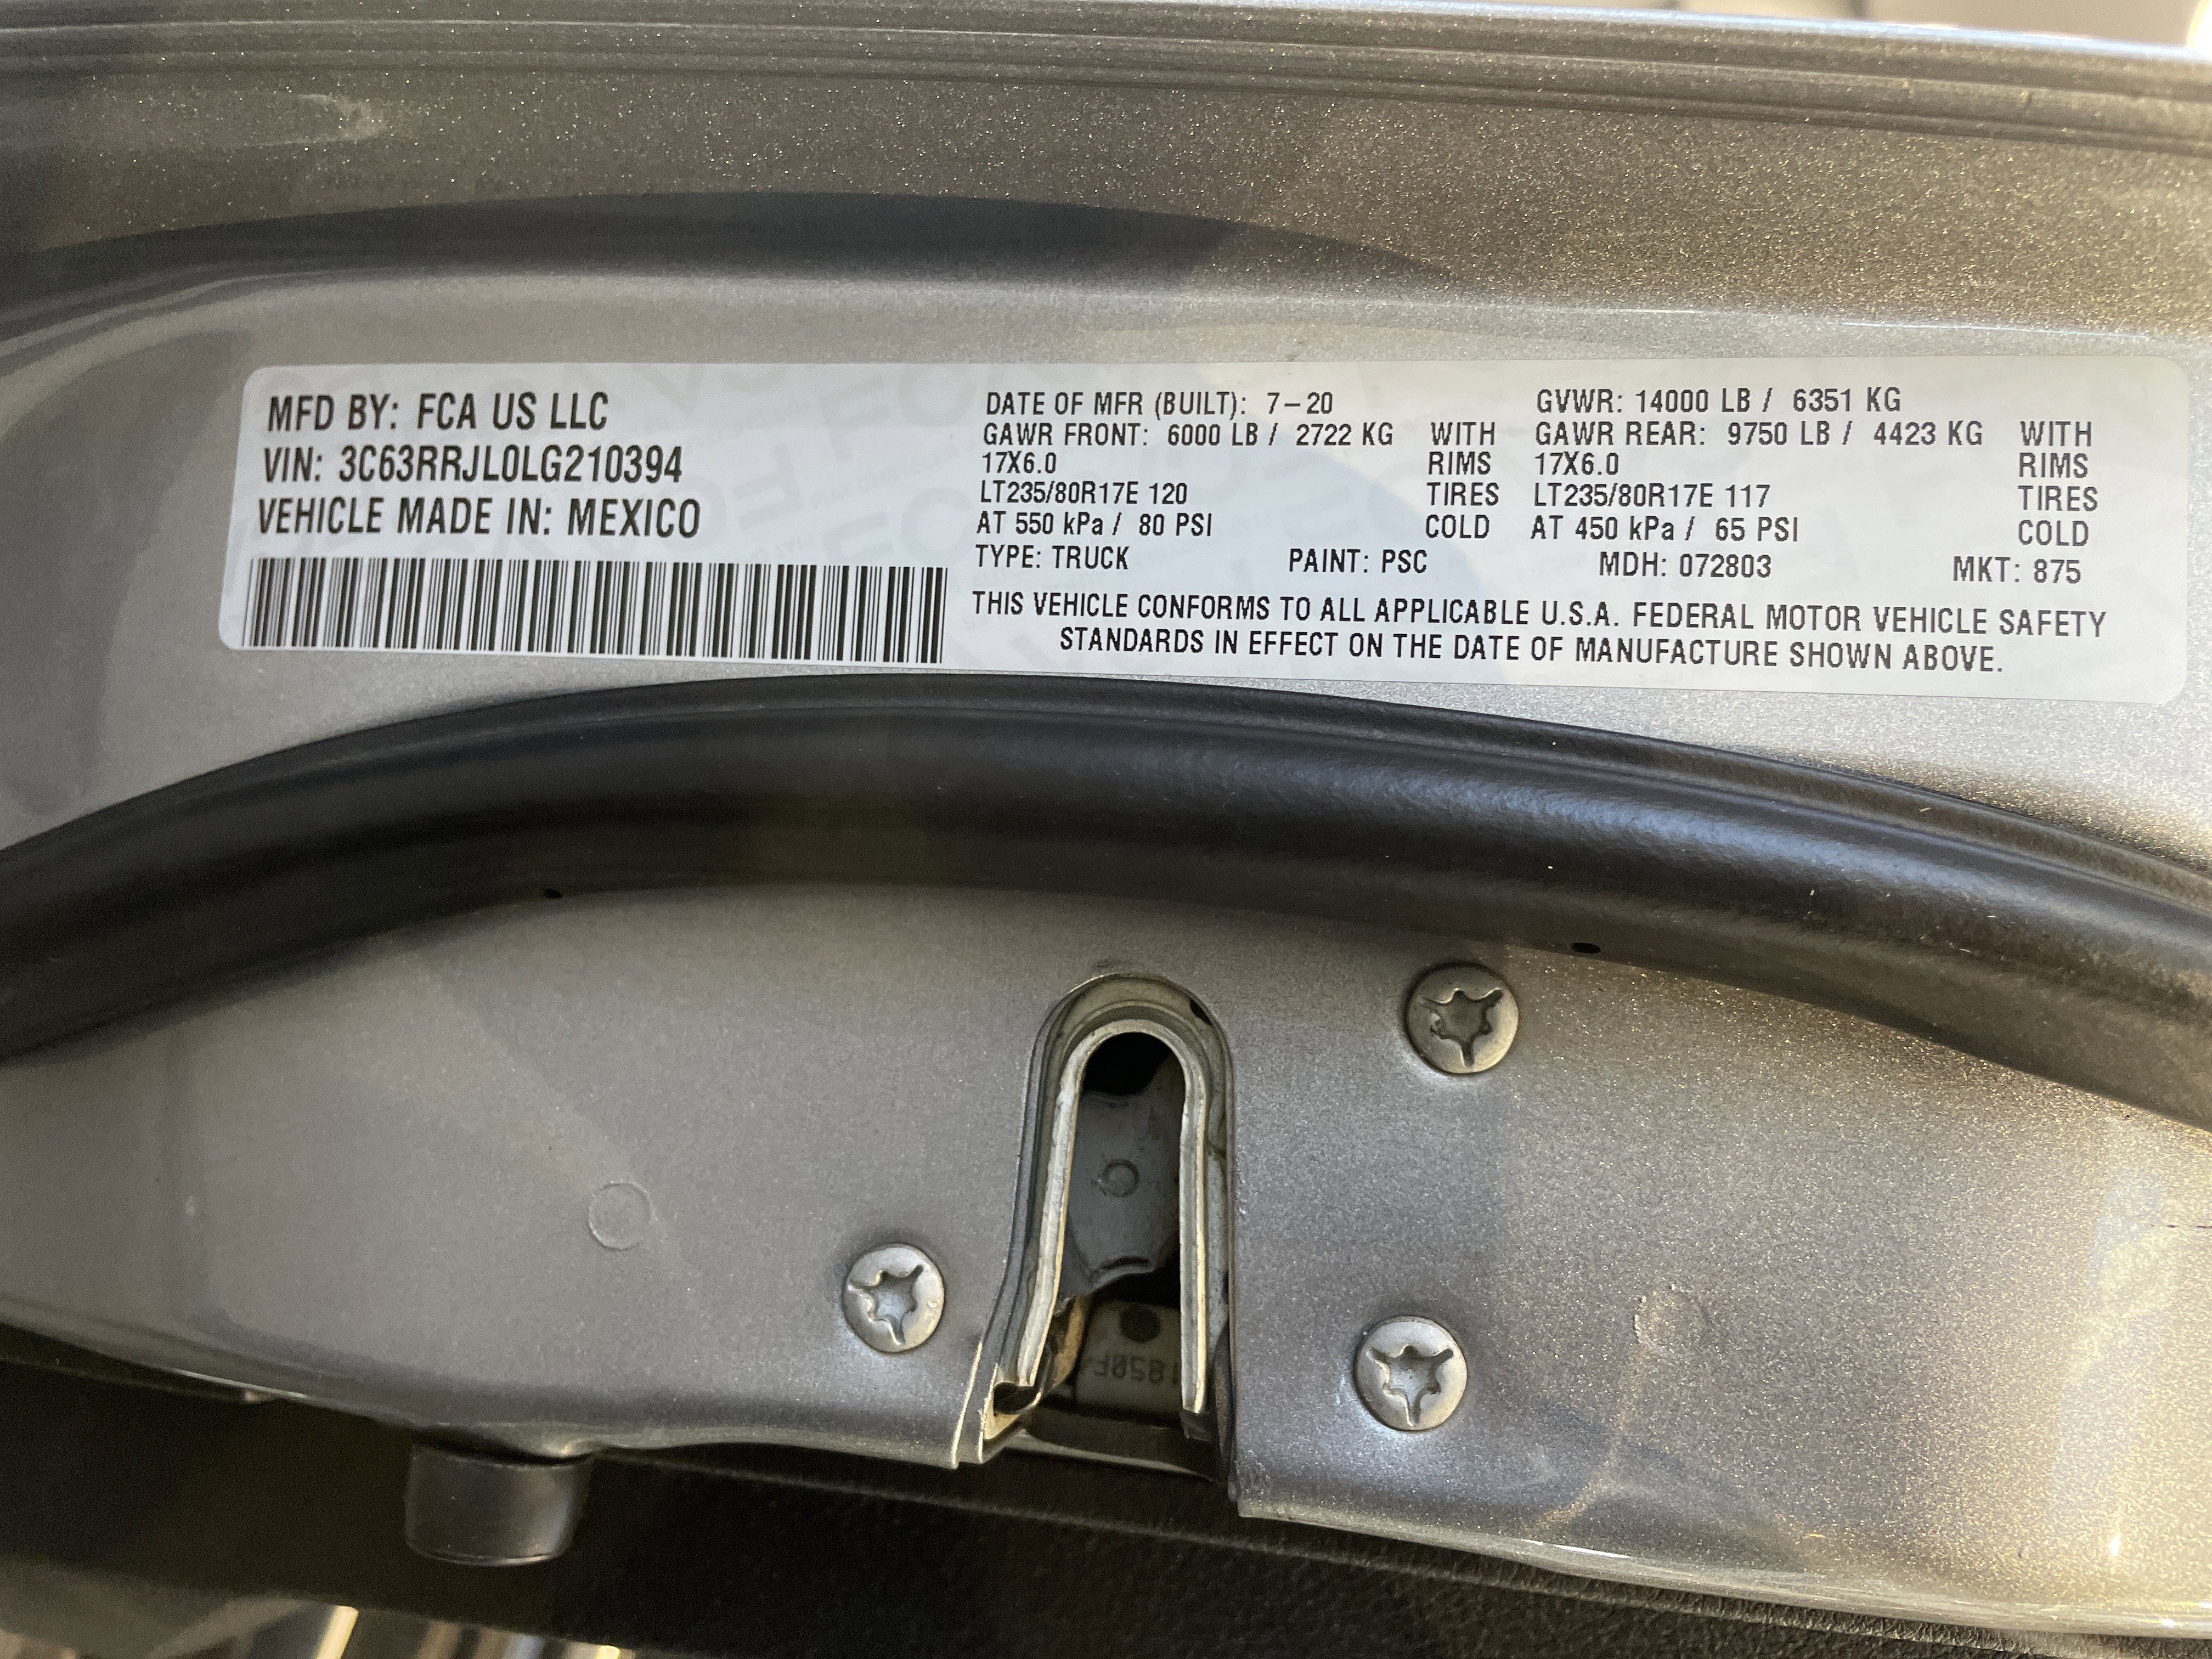 MFD BY: FCA US LLC
VIN: 3C63RRJL0LG210394
VEHICLE MADE IN: MEXICO
DATE OF MFR (BUILT): 7-20 GVWR: 14000 LB / 6351 KG
GAWR FRONT: 6000 LB / 2722 KG WITH GAWR REAR: 9750 LB / 4423 KG WITH
17X6.0 RIMS 17X6.0 RIMS
LT235/80R17E 120 TIRES LT235/80R17E 117 TIRES
AT 550 kPa / 80 PSI COLD AT 450 kPa / 65 PSI COLD
TYPE: TRUCK PAINT: PSC MDH: 072803 MKT: 875
THIS VEHICLE CONFORMS TO ALL APPLICABLE U.S.A. FEDERAL MOTOR VEHICLE SAFETY
STANDARDS IN EFFECT ON THE DATE OF MANUFACTURE SHOWN ABOVE.